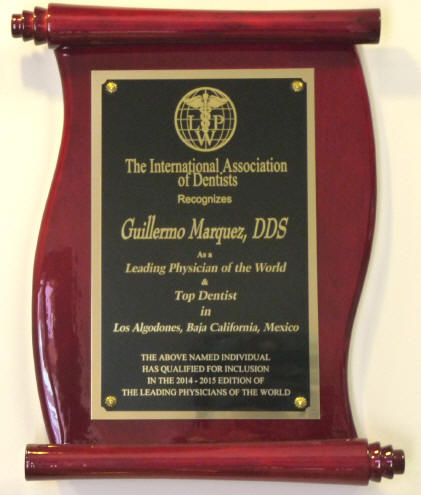 L P
W
The International Association
of Dentists
Recognizes
Guillermo Marquez, DDS
As a
Leading Physician of the World
&
Top Dentist
in
Los Algodones, Baja California, Mexico
THE ABOVE NAMED INDIVIDUAL
HAS QUALIFIED FOR INCLUSION
IN THE 2014 - 2015 EDITION OF
THE LEADING PHYSICIANS OF THE WORLD